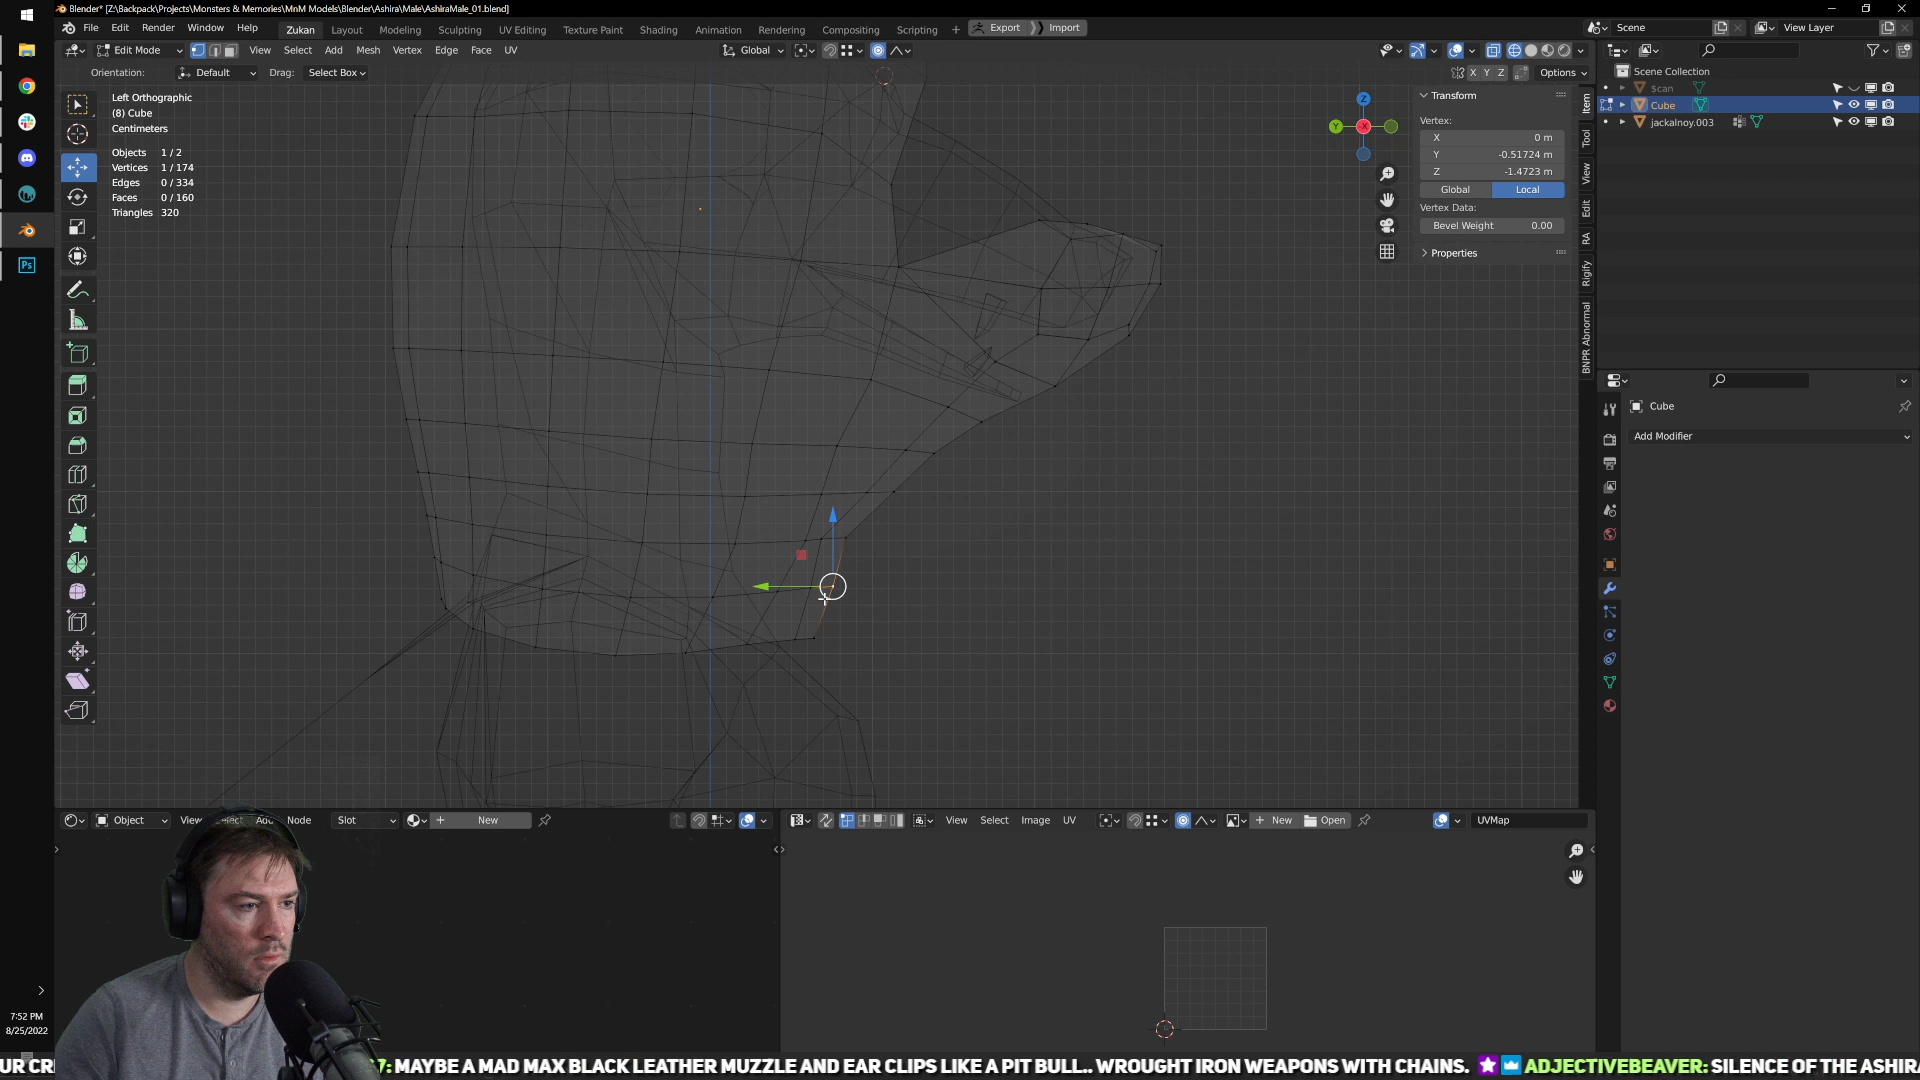 Blender* [Z:\Backpack\Projects\Monsters & Memories\MnM Models\Blender\Ashira\Male\AshiraMale_01.blend]
File Edit Render Window Help Zukan Layout Modeling Sculpting UV Editing Texture Paint Shading Animation Rendering Compositing Scripting + Export Import Scene View Layer
Edit Mode View Select Add Mesh Vertex Edge Face UV Global
Orientation: Default Drag: Select Box X Y Z Options
Left Orthographic
(8) Cube
Centimeters
Objects 1 / 2
Vertices 1 / 174
Edges 0 / 334
Faces 0 / 160
Triangles 320
Z
Y
X
Transform
Vertex:
X 0 m
Y -0.51724 m
Z -1.4723 m
Global Local
Vertex Data:
Bevel Weight 0.00
Properties
Item
Tool
View
Edit
RA
Rigify
BNPR Abnormal
Scene Collection
Scan
Cube
jackalnoy.003
Cube
Add Modifier
Object View Select Add Node Slot New
View Select Image UV New Open UVMap
Ps
7:52 PM
8/25/2022
UR CR 7: MAYBE A MAD MAX BLACK LEATHER MUZZLE AND EAR CLIPS LIKE A PIT BULL.. WROUGHT IRON WEAPONS WITH CHAINS. ADJECTIVEBEAVER: SILENCE OF THE ASHIRA